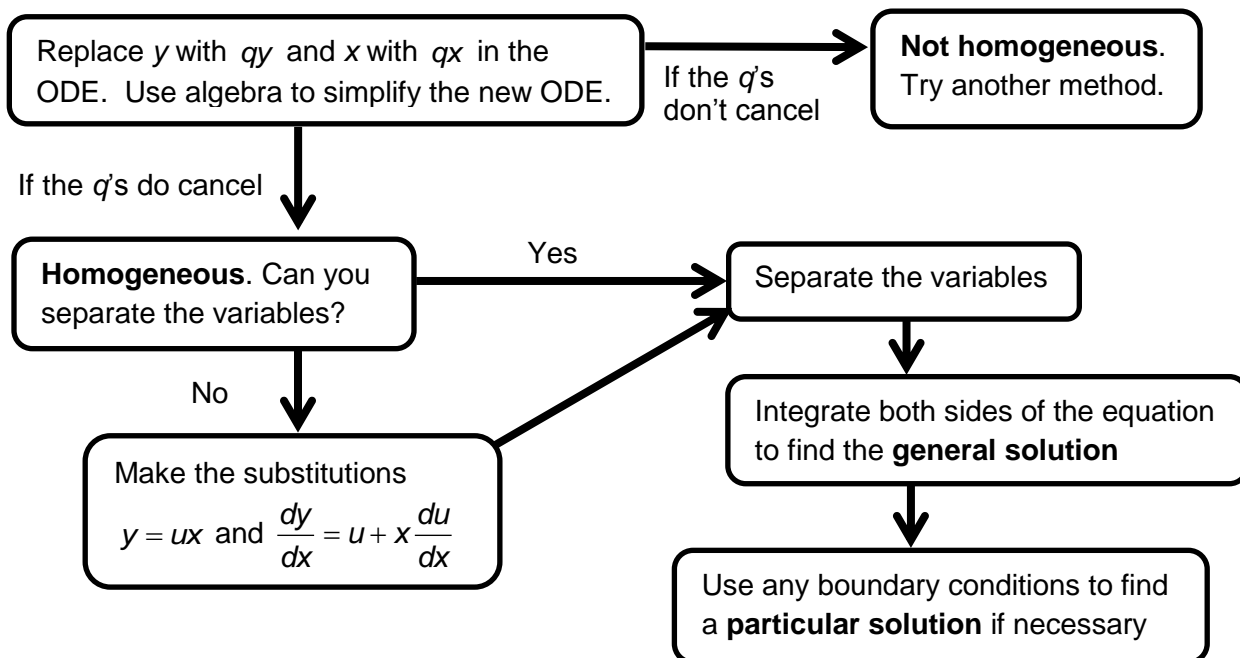 Replace y with qy and x with qx in the
ODE. Use algebra to simplify the new ODE.
If the q's
don't cancel
Not homogeneous.
Try another method.
If the q's do cancel
Homogeneous. Can you
separate the variables?
Yes
Separate the variables
No
Make the substitutions
y = ux and dy/dx = u + x du/dx
Integrate both sides of the equation
to find the general solution
Use any boundary conditions to find
a particular solution if necessary